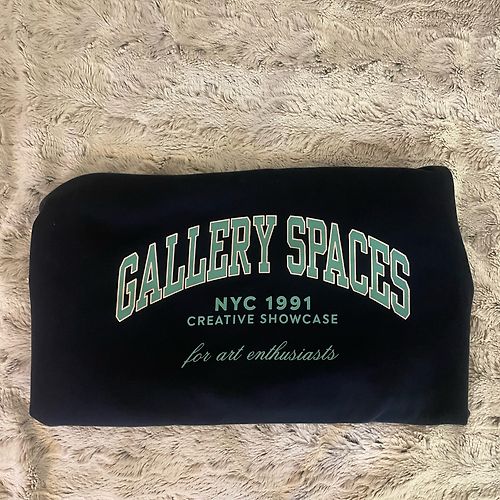 GALLERY SPACES
NYC 1991
CREATIVE SHOWCASE
for art enthusiasts